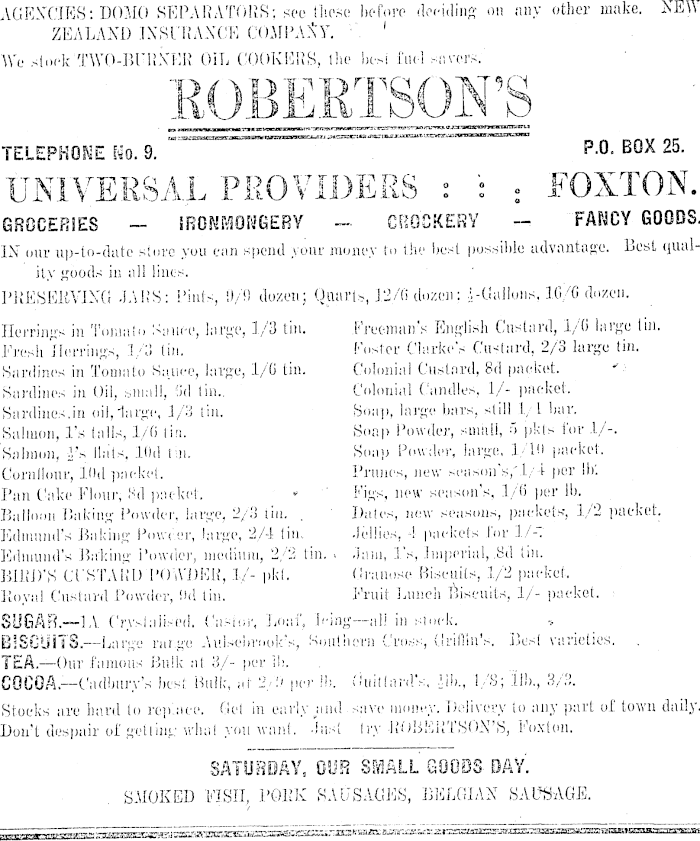 AGENCIES: DOMO SEPARATORS: see these before deciding on any other make. NEW
ZEALAND INSURANCE COMPANY.
We stock TWO-BURNER OIL COOKERS, the best fuel savers.
ROBERTSON'S
TELEPHONE No. 9. P.O. BOX 25.
UNIVERSAL PROVIDERS : : : FOXTON.
GROCERIES — IRONMONGERY — CROCKERY — FANCY GOODS.
IN our up-to-date store you can spend your money to the best possible advantage. Best qual-
ity goods in all lines.
PRESERVING JARS: Pints, 9/9 dozen; Quarts, 12/6 dozen; ½-Gallons, 16/6 dozen.
Herrings in Tomato Sauce, large, 1/3 tin.
Fresh Herrings, 1/3 tin.
Sardines in Tomato Sauce, large, 1/6 tin.
Sardines in Oil, small, 6d tin.
Sardines in oil, large, 1/3 tin.
Salmon, 1's talls, 1/6 tin.
Salmon, ½'s flats, 10d tin.
Cornflour, 10d packet.
Pan Cake Flour, 8d packet.
Balloon Baking Powder, large, 2/3 tin.
Edmund's Baking Powder, large, 2/4 tin.
Edmund's Baking Powder, medium, 2/2 tin.
BIRD'S CUSTARD POWDER, 1/- pkt.
Royal Custard Powder, 9d tin.
Freeman's English Custard, 1/6 large tin.
Foster Clarke's Custard, 2/3 large tin.
Colonial Custard, 8d packet.
Colonial Candles, 1/- packet.
Soap, large bars, still 1/1 bar.
Soap Powder, small, 5 pkts for 1/-.
Soap Powder, large, 1/10 packet.
Prunes, new season's, 1/4 per lb.
Figs, new season's, 1/6 per lb.
Dates, new seasons, packets, 1/2 packet.
Jellies, 4 packets for 1/-
Jam, 1's, Imperial, 8d tin.
Granose Biscuits, 1/2 packet.
Fruit Lunch Biscuits, 1/- packet.
SUGAR.—1A Crystalised, Castor, Loaf, Icing—all in stock.
BISCUITS.—Large range Aulsebrook's, Southern Cross, Griffin's. Best varieties.
TEA.—Our famous Bulk at 3/- per lb.
COCOA.—Cadbury's best Bulk, at 2/9 per lb. Guittard's, ½lb., 1/8; 1lb., 3/3.
Stocks are hard to replace. Get in early and save money. Delivery to any part of town daily.
Don't despair of getting what you want. Just try ROBERTSON'S, Foxton.
SATURDAY, OUR SMALL GOODS DAY.
SMOKED FISH, PORK SAUSAGES, BELGIAN SAUSAGE.